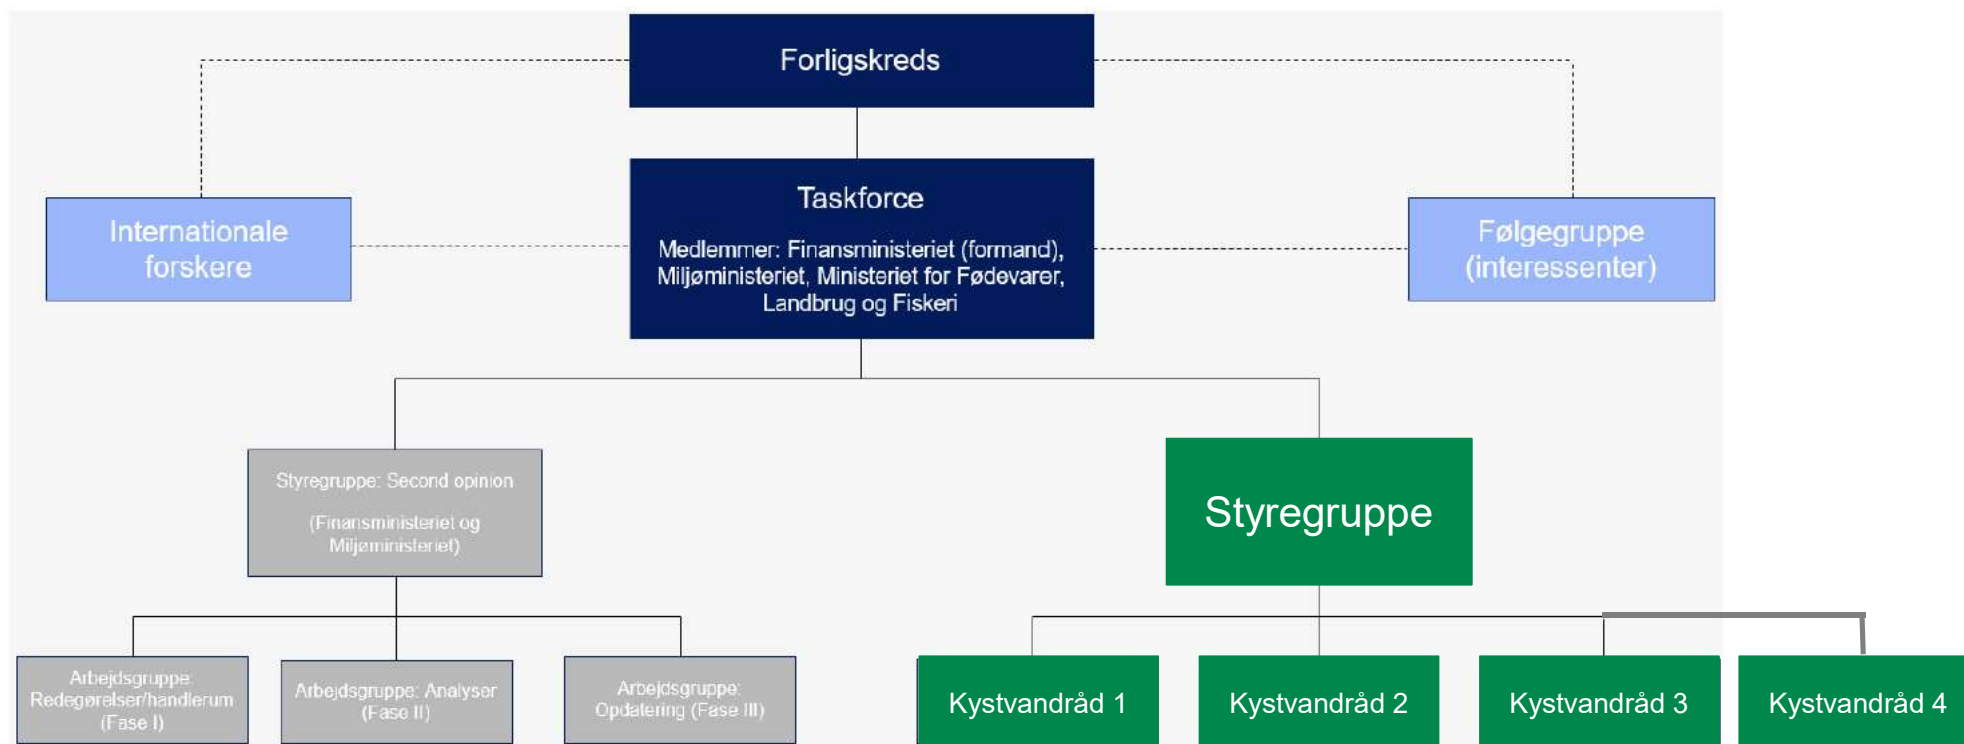 Forligskreds
Taskforce
Medlemmer: Finansministeriet (formand),
Miljøministeriet, Ministeriet for Fødevarer,
Landbrug og Fiskeri
Internationale
forskere
Følgegruppe
(interessenter)
Styregruppe: Second opinion
(Finansministeriet og
Miljøministeriet)
Styregruppe
Arbejdsgruppe:
Redegørelser/handlerum
(Fase I)
Arbejdsgruppe: Analyser
(Fase II)
Arbejdsgruppe:
Opdatering (Fase III)
Kystvandråd 1
Kystvandråd 2
Kystvandråd 3
Kystvandråd 4